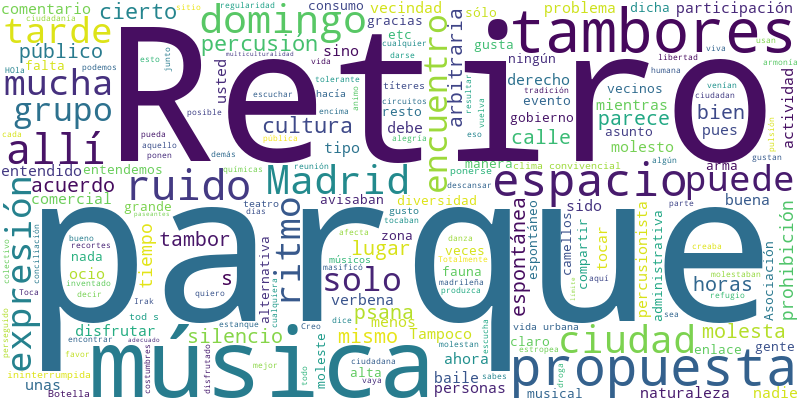 comentario
ciudadanía
sitio
regularidad
consumo
vecindad
sólo
problema
dicha
participación
cierto
domingo
gracias
etc
cualquier
darse
gusta
usan
viva
libertad
armonía
tambores
tarde
público
percusión
esto
junto
multiculturalidad
vida
tolerante
Retiro
encuentro
arbitraria
ningún
humana
venían
ciudadan
mucha
falta
HOla
podemos
sino
usted
escuchar
hacía
títeres
derecho
vecinos
tradición
bien
actividad
grupo
cultura
posible
encima
circuitos
resto
evento
mientras
parece
gobierno
pues
cada
pueda
aquello
ponen
demás
tipo
alegría
animo
resultar
vuelva
debe
calle
eso
asunto
molesto
pulsión
allí
entendido
entendemos
química
pública
reunión
manera
clima convivencial
algún
gustan
acuerdo
ruido
Madrid
ponerse
descansar
espacio
arma
puede
comercial
grande
paseantes
teatro
días
avisaban
gusto
tocaban
diversidad
sido
buena
parte
expresión
bueno
recortes
nada
ocio
inventado
decir
colectivo
conciliación
tiempo
tambor
s
parque
ritmo
alternativa
cualquiera
quiero
afecta
músicos
masificó
solo
zona
lugar
veces
danza
Totalmente
madrileña
produzca
fauna
espontánea
espontáneo
camellos
compartir
tocar
aquí
percusionista
administrativa
creaba
horas
molestaban
refugio
Asociación
prohibición
perseguido
Toca
Irak
tod s
disfrutar
estanque
dice
verbena
psana
menos
mismo
Tampoco
molestan
escucha
límite
vida urbana
claro
ciudad
molesta
sea
encontrar
adecuado
silencio
Creo
moleste
ciudadana
ahora
sabes
estropea
enlace
gente
ininterrumpida
favor
costumbres
disfrutado
mejor
todo
alta
vaya
baile
personas
droga
musical
propuesta
unas
Botella
música
naturaleza
nadie